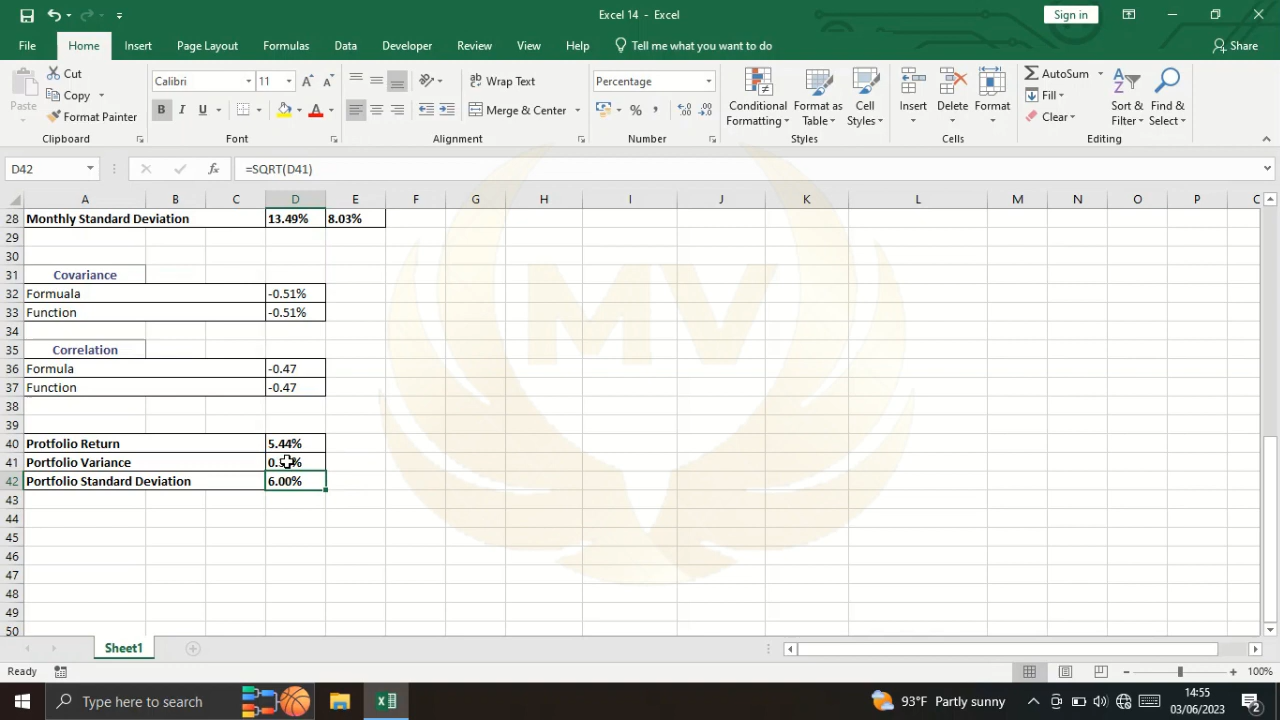 Excel 14 - Excel
Sign in
File Home Insert Page Layout Formulas Data Developer Review View Help Tell me what you want to do Share
Paste Cut Copy Format Painter Clipboard
Calibri 11 B I U A Font
Wrap Text Merge & Center Alignment
Percentage % , Number
Conditional Formatting Format as Table Cell Styles Styles
Insert Delete Format Cells
AutoSum Fill Clear Sort & Filter Find & Select Editing
D42 fx =SQRT(D41)
A B C D E F G H I J K L M N O P
28 Monthly Standard Deviation 13.49% 8.03%
29
30
31 Covariance
32 Formuala -0.51%
33 Function -0.51%
34
35 Correlation
36 Formula -0.47
37 Function -0.47
38
39
40 Protfolio Return 5.44%
41 Portfolio Variance
42 Portfolio Standard Deviation 6.00%
43
44
45
46
47
48
49
50
MV
Sheet1
Ready 100%
Type here to search 93°F Partly sunny 14:55
03/06/2023
2